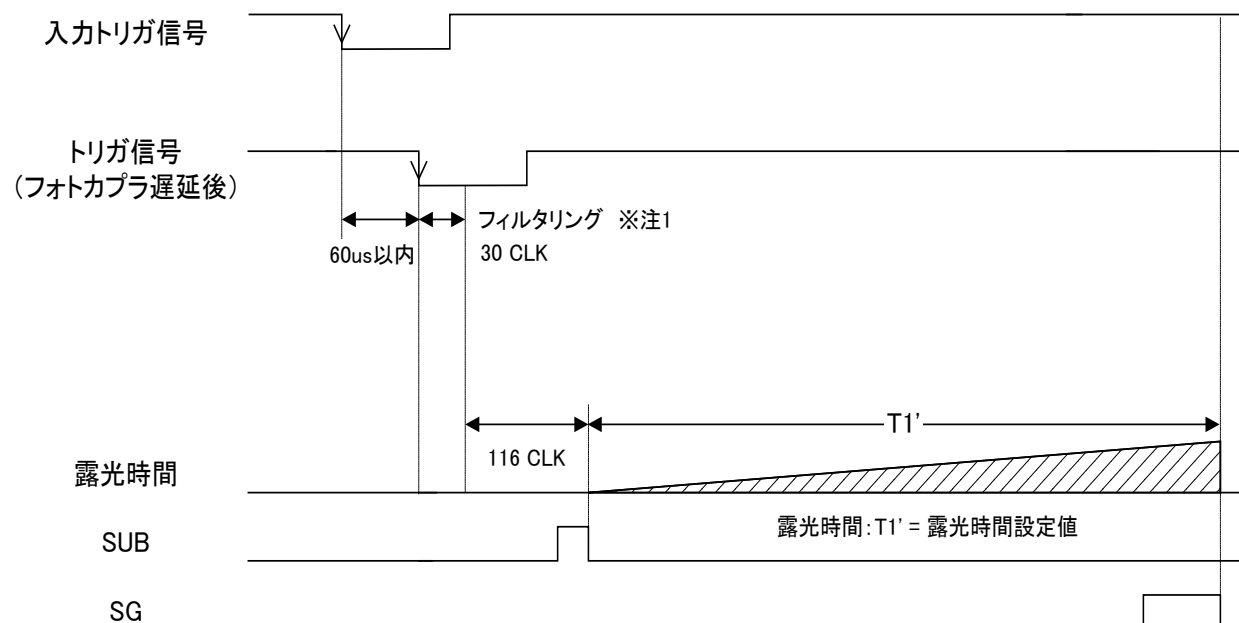 入力トリガ信号
トリガ信号
(フォトカプラ遅延後)
フィルタリング ※注1
60us以内
30 CLK
T1'
116 CLK
露光時間
露光時間:T1' = 露光時間設定値
SUB
SG